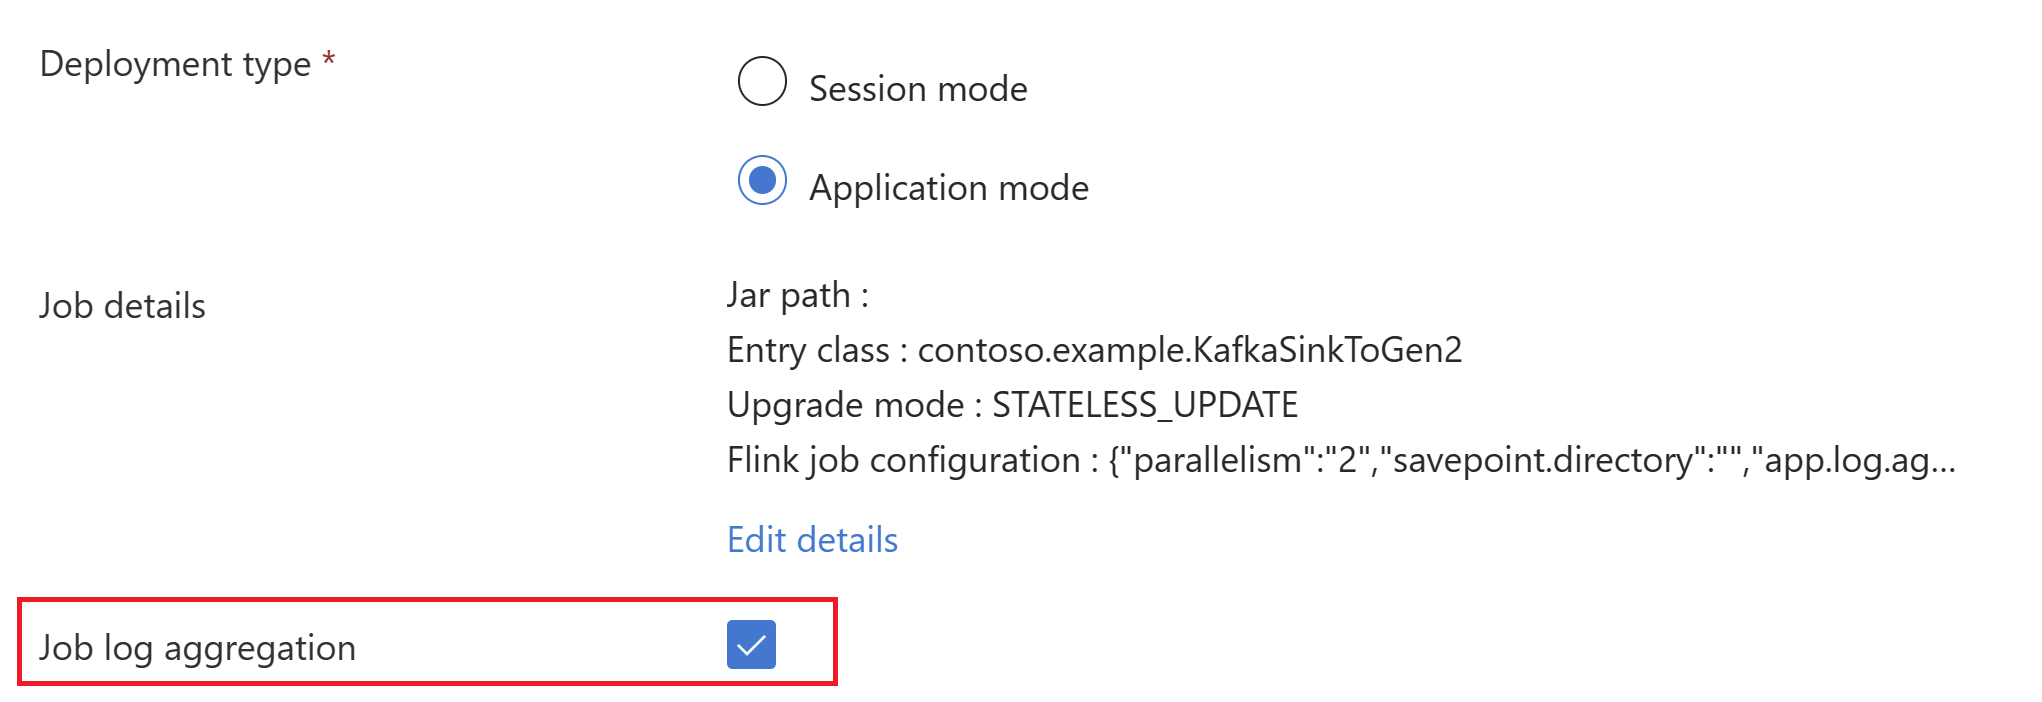 Deployment type *
Session mode
Application mode
Job details
Jar path :
Entry class : contoso.example.KafkaSinkToGen2
Upgrade mode : STATELESS_UPDATE
Flink job configuration : {"parallelism":"2","savepoint.directory":"","app.log.ag...
Edit details
Job log aggregation